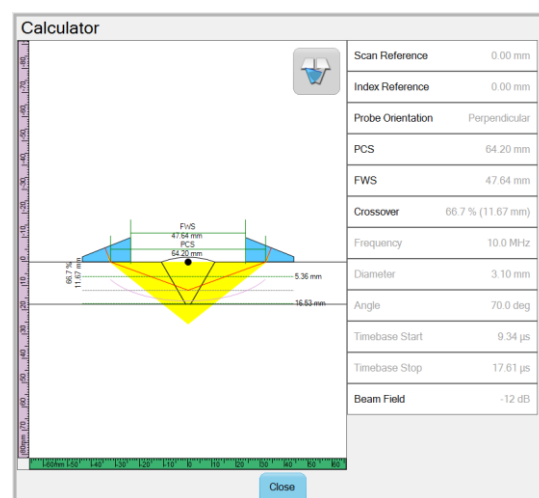 Calculator
Scan Reference 0.00 mm
Index Reference 0.00 mm
Probe Orientation Perpendicular
PCS 64.20 mm
FWS 47.64 mm
Crossover 66.7 % (11.67 mm)
Frequency 10.0 MHz
Diameter 3.10 mm
Angle 70.0 deg
Timebase Start 9.34 µs
Timebase Stop 17.61 µs
Beam Field -12 dB
FWS
47.64 mm
PCS
64.20 mm
66.7 %
11.67 mm
5.36 mm
16.53 mm
Close